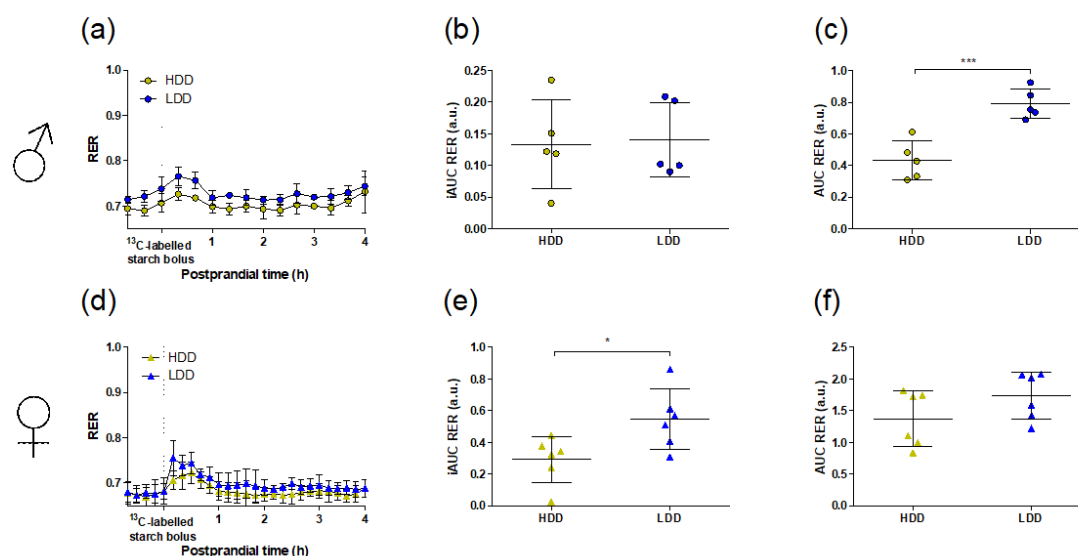 (a)
(b)
(c)
1.0
0.9
0.8
0.7
RER
HDD
LDD
1
2
3
4
¹³C-labelled
starch bolus
Postprandial time (h)
0.25
0.20
0.15
0.10
0.05
0.00
iAUC RER (a.u.)
HDD
LDD
1.0
0.8
0.6
0.4
0.2
0.0
AUC RER (a.u.)
***
HDD
LDD
(d)
(e)
(f)
1.0
0.9
0.8
0.7
RER
HDD
LDD
1
2
3
4
¹³C-labelled
starch bolus
Postprandial time (h)
1.0
0.8
0.6
0.4
0.2
0.0
iAUC RER (a.u.)
*
HDD
LDD
2.5
2.0
1.5
1.0
0.5
0.0
AUC RER (a.u.)
HDD
LDD